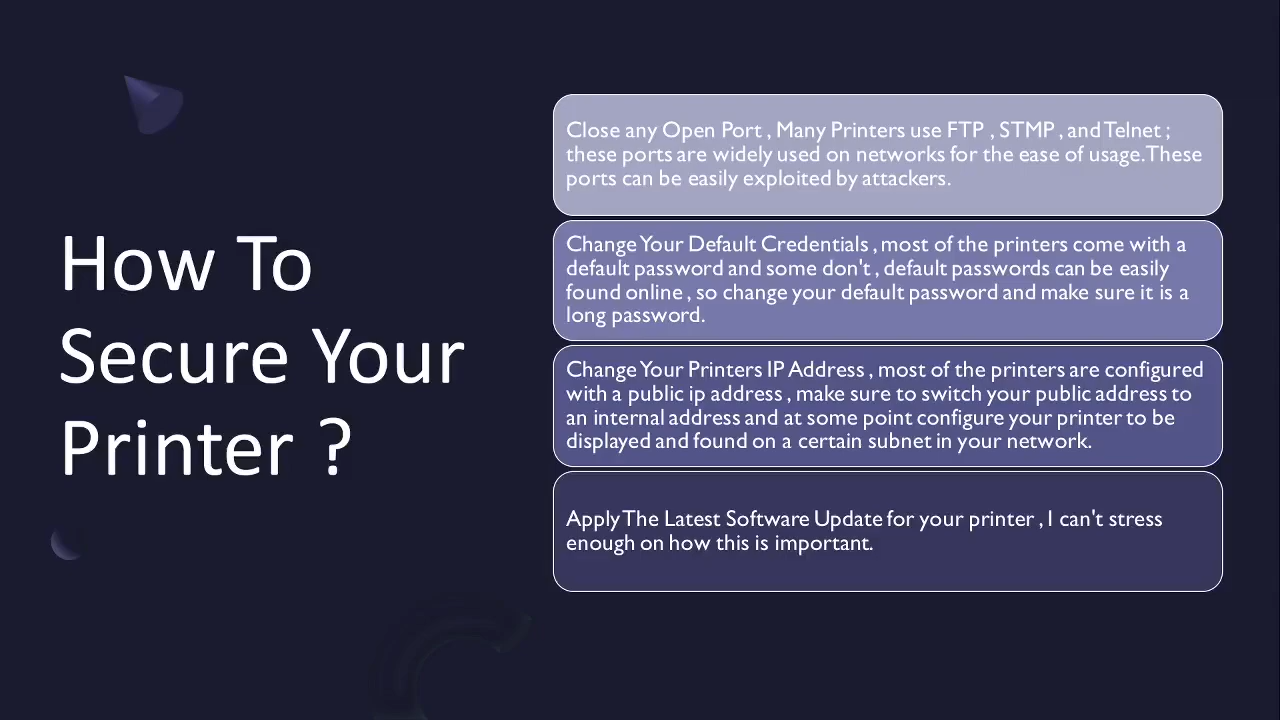 How To
Secure Your
Printer ?
Close any Open Port , Many Printers use FTP , STMP , and Telnet ;
these ports are widely used on networks for the ease of usage.These
ports can be easily exploited by attackers.
Change Your Default Credentials , most of the printers come with a
default password and some don't , default passwords can be easily
found online , so change your default password and make sure it is a
long password.
Change Your Printers IP Address , most of the printers are configured
with a public ip address , make sure to switch your public address to
an internal address and at some point configure your printer to be
displayed and found on a certain subnet in your network.
Apply The Latest Software Update for your printer , I can't stress
enough on how this is important.